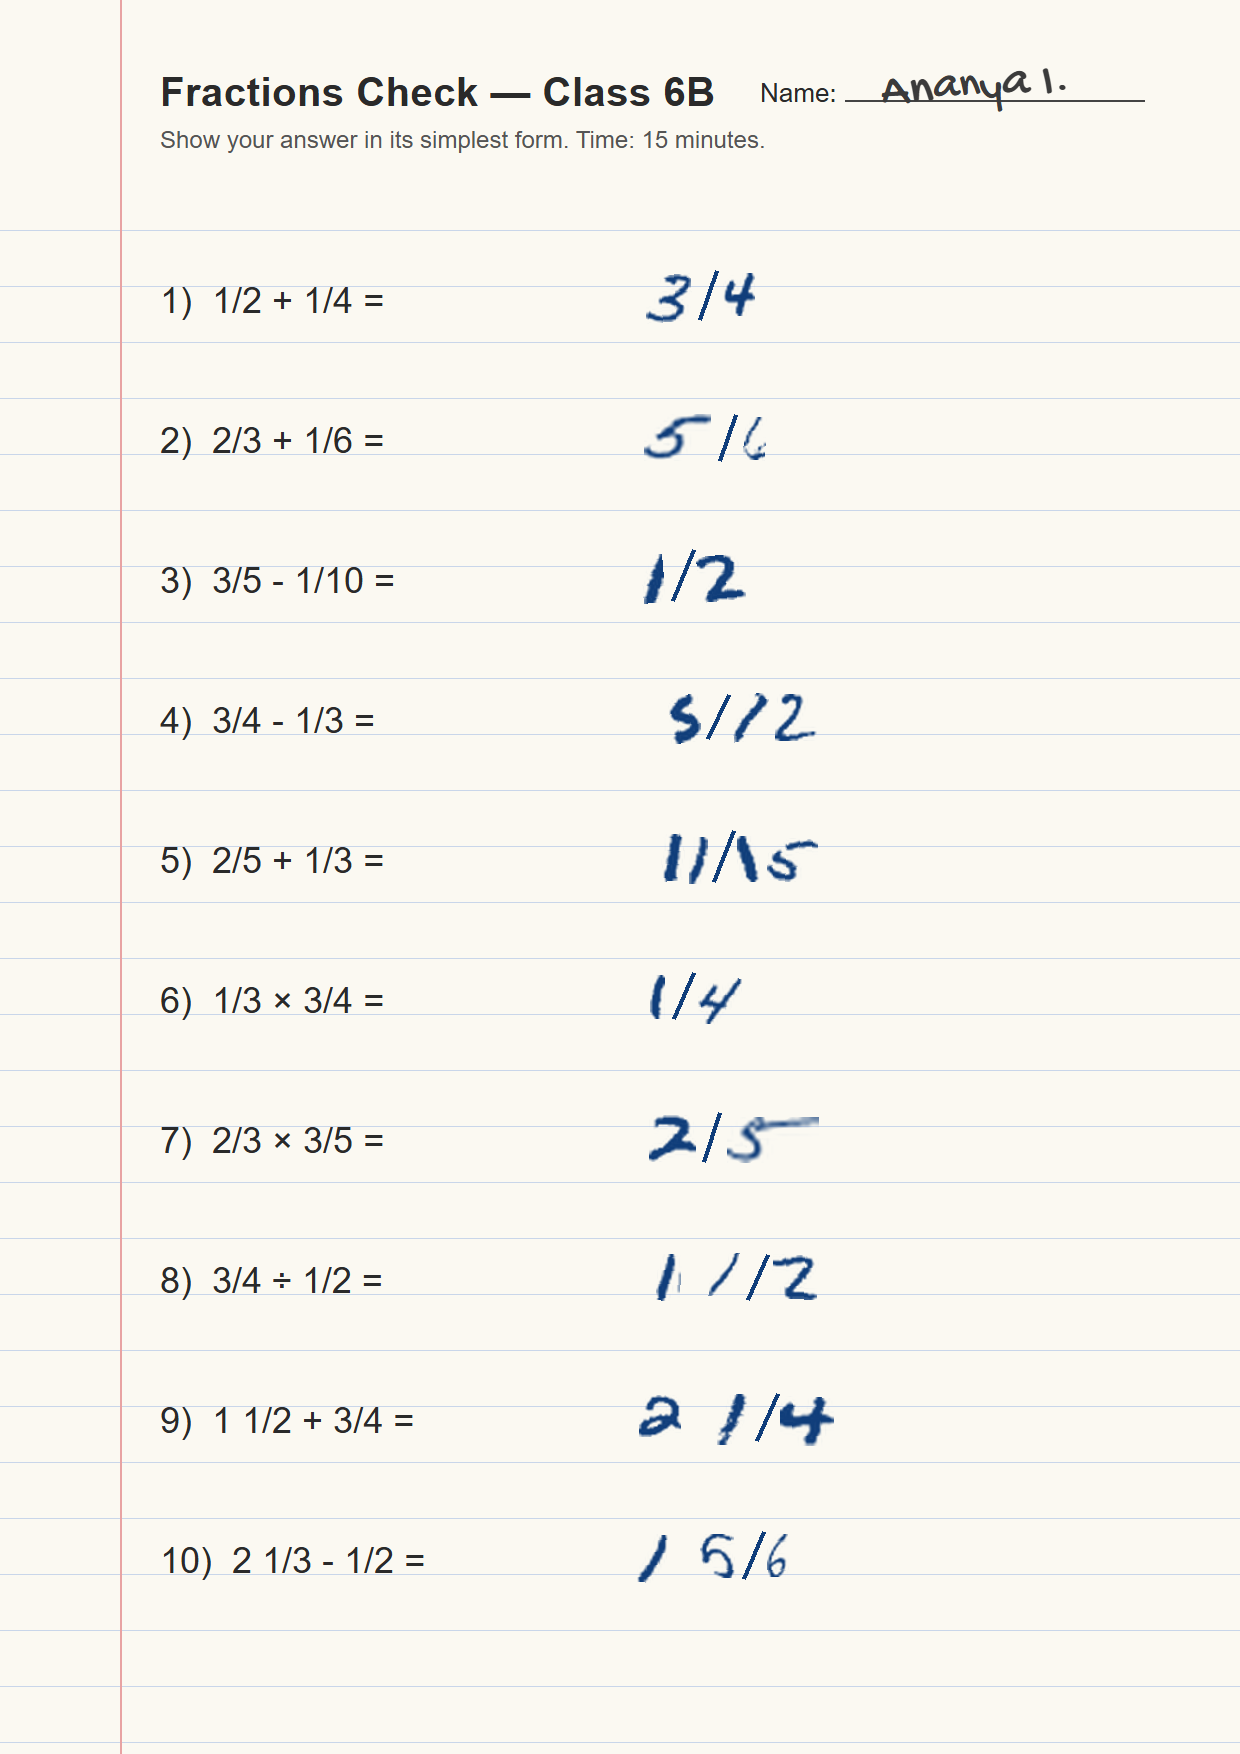 Fractions Check — Class 6B Name: Ananya I.
Show your answer in its simplest form. Time: 15 minutes.
1) 1/2 + 1/4 = 3/4
2) 2/3 + 1/6 = 5/6
3) 3/5 - 1/10 = 1/2
4) 3/4 - 1/3 = 5/12
5) 2/5 + 1/3 = 11/15
6) 1/3 × 3/4 = 1/4
7) 2/3 × 3/5 = 2/5
8) 3/4 ÷ 1/2 = 1 1/2
9) 1 1/2 + 3/4 = 2 1/4
10) 2 1/3 - 1/2 = 1 5/6